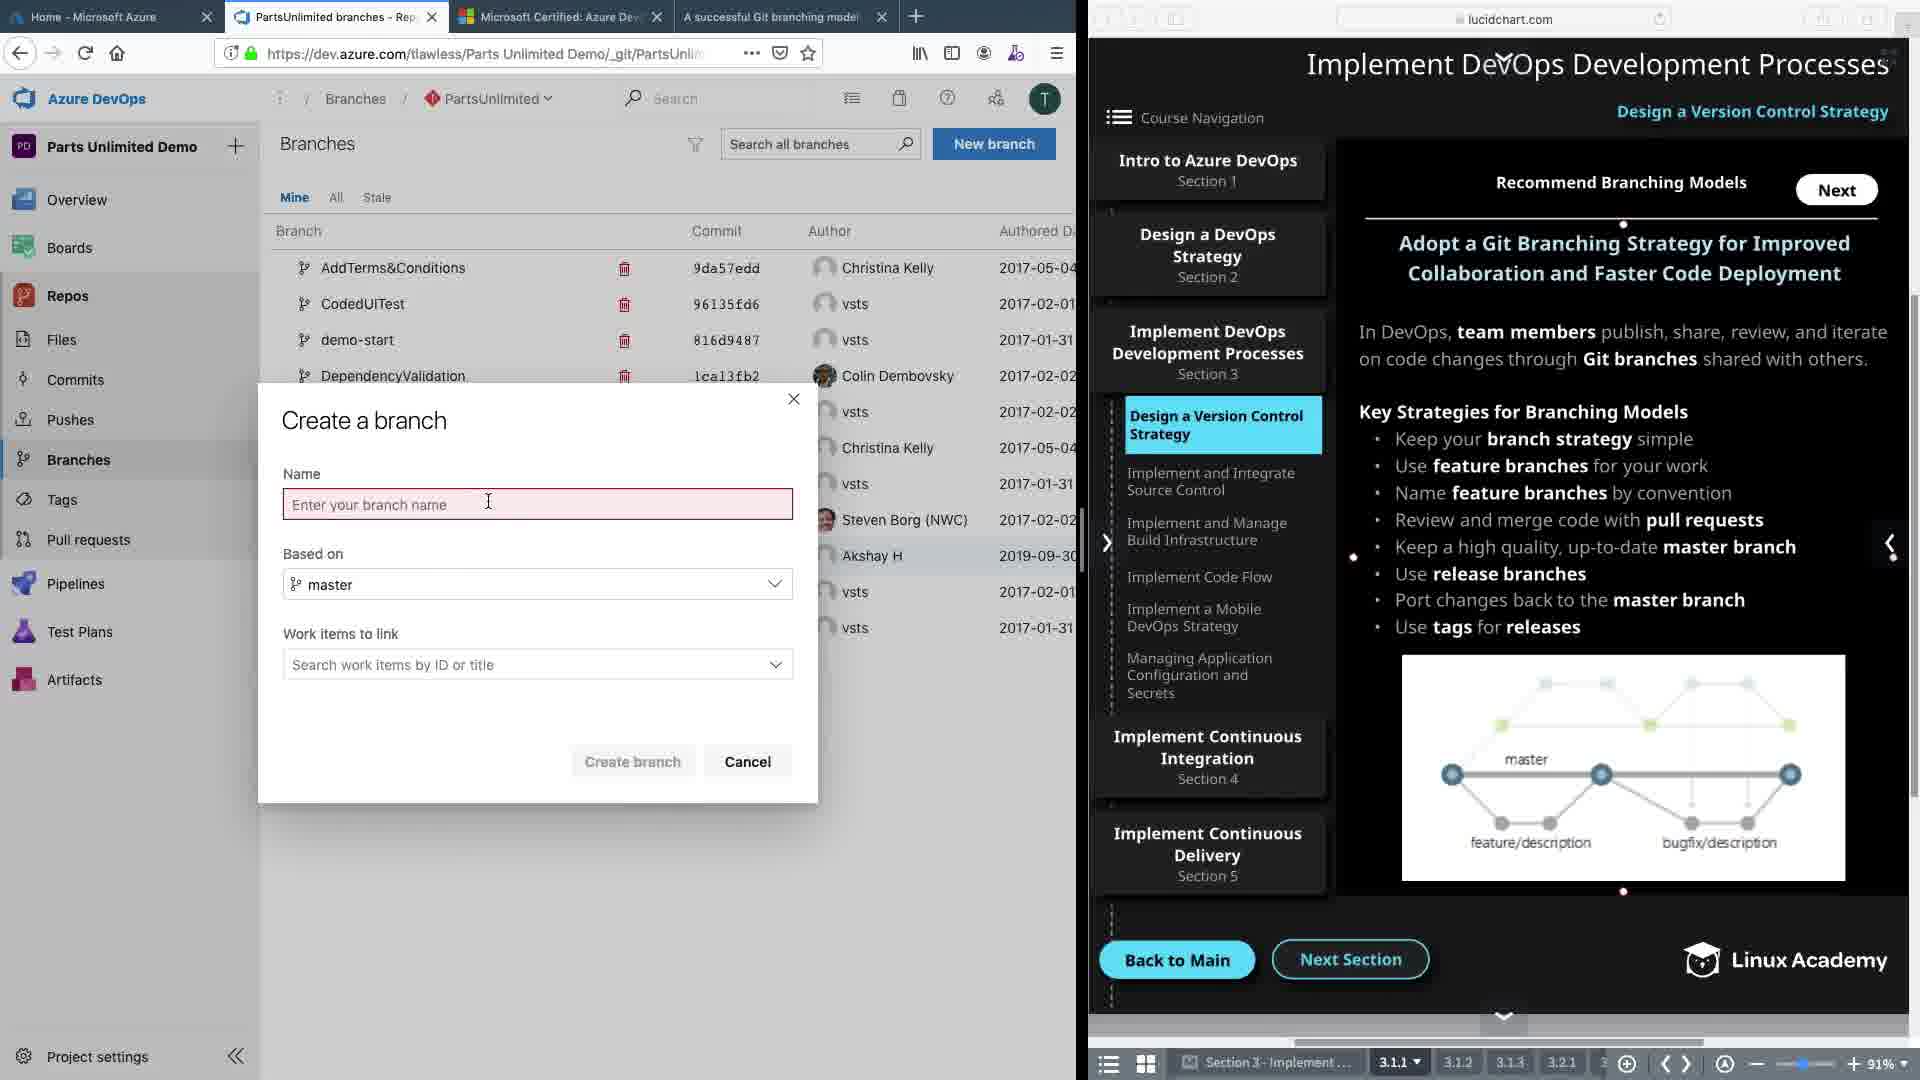 Home - Microsoft Azure
PartsUnlimited branches - Rep
Microsoft Certified: Azure Dev
A successful Git branching model
https://dev.azure.com/tlawless/Parts Unlimited Demo/_git/PartsUnlim
Azure DevOps
/ Branches / PartsUnlimited
Search
T
PD Parts Unlimited Demo
Overview
Boards
Repos
Files
Commits
Pushes
Branches
Tags
Pull requests
Pipelines
Test Plans
Artifacts
Project settings
Branches
Search all branches
New branch
Mine All Stale
Branch Commit Author Authored Da
AddTerms&Conditions 9da57edd Christina Kelly 2017-05-04
CodedUITest 96135fd6 vsts 2017-02-01
demo-start 816d9487 vsts 2017-01-31
DependencyValidation 1ca13fb2 Colin Dembovsky 2017-02-02
vsts 2017-02-02
Christina Kelly 2017-05-04
vsts 2017-01-31
Steven Borg (NWC) 2017-02-02
Akshay H 2019-09-30
vsts 2017-02-01
vsts 2017-01-31
Create a branch
Name
Enter your branch name
Based on
master
Work items to link
Search work items by ID or title
Create branch
Cancel
lucidchart.com
Implement DevOps Development Processes
Course Navigation
Design a Version Control Strategy
Intro to Azure DevOps
Section 1
Design a DevOps
Strategy
Section 2
Implement DevOps
Development Processes
Section 3
Design a Version Control
Strategy
Implement and Integrate
Source Control
Implement and Manage
Build Infrastructure
Implement Code Flow
Implement a Mobile
DevOps Strategy
Managing Application
Configuration and
Secrets
Implement Continuous
Integration
Section 4
Implement Continuous
Delivery
Section 5
Recommend Branching Models
Next
Adopt a Git Branching Strategy for Improved
Collaboration and Faster Code Deployment
In DevOps, team members publish, share, review, and iterate
on code changes through Git branches shared with others.
Key Strategies for Branching Models
• Keep your branch strategy simple
• Use feature branches for your work
• Name feature branches by convention
• Review and merge code with pull requests
• Keep a high quality, up-to-date master branch
• Use release branches
• Port changes back to the master branch
• Use tags for releases
master
feature/description
bugfix/description
Back to Main
Next Section
Linux Academy
Section 3 - Implement ...
3.1.1
3.1.2
3.1.3
3.2.1
3
91%